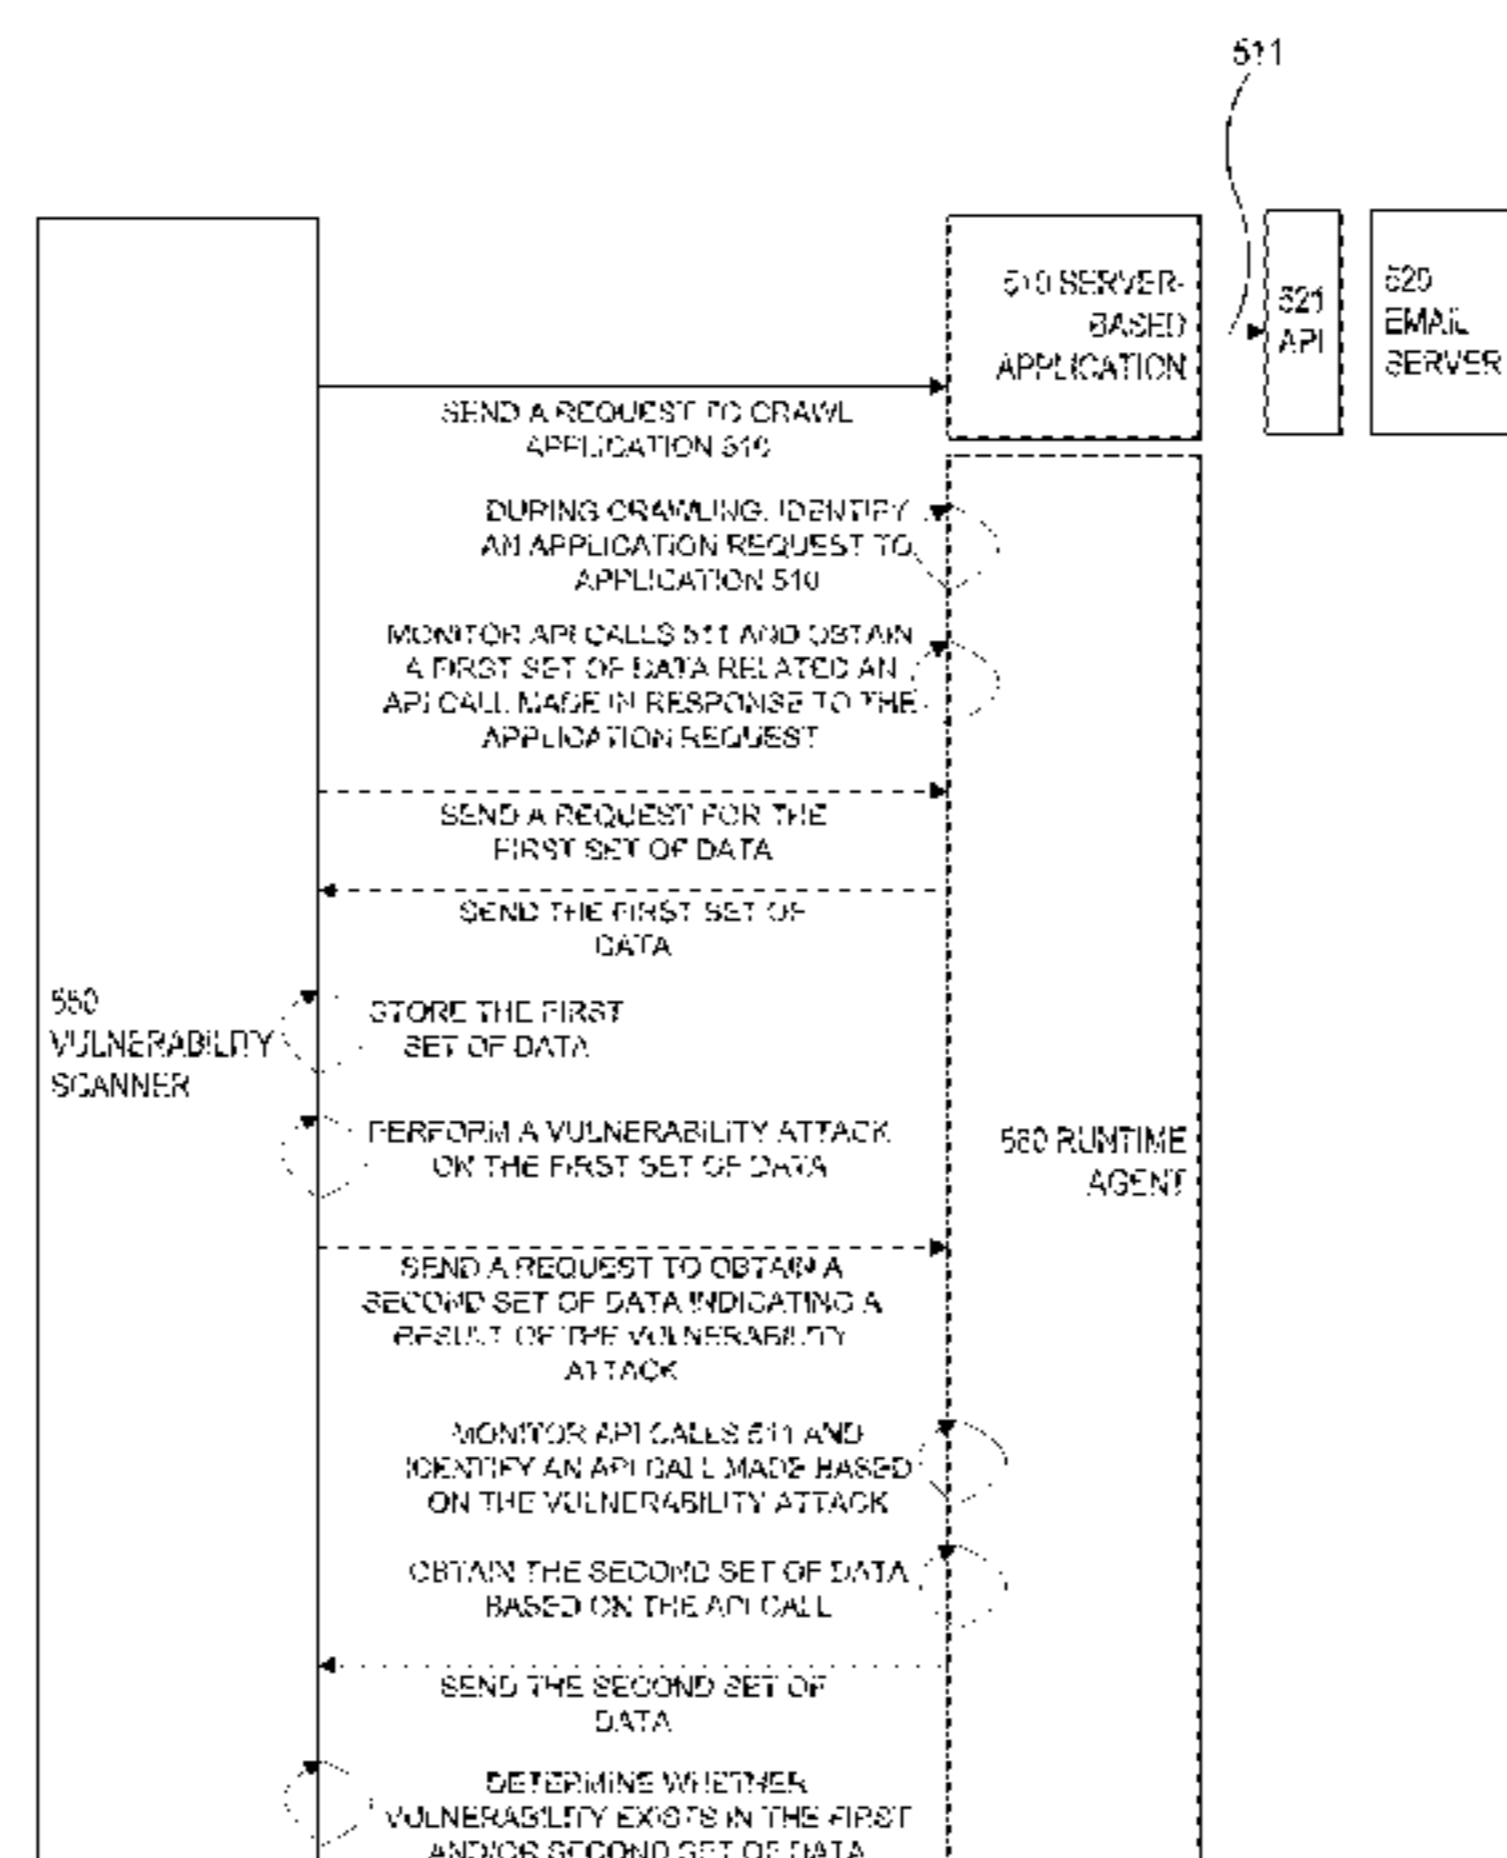 511
510 SERVER-
BASED
APPLICATION
521
API
520
EMAIL
SERVER
SEND A REQUEST TO CRAWL
APPLICATION 510
DURING CRAWLING, IDENTIFY
AN APPLICATION REQUEST TO
APPLICATION 510
MONITOR API CALLS 511 AND OBTAIN
A FIRST SET OF DATA RELATED AN
API CALL MADE IN RESPONSE TO THE
APPLICATION REQUEST
SEND A REQUEST FOR THE
FIRST SET OF DATA
SEND THE FIRST SET OF
DATA
550
VULNERABILITY
SCANNER
STORE THE FIRST
SET OF DATA
PERFORM A VULNERABILITY ATTACK
ON THE FIRST SET OF DATA
560 RUNTIME
AGENT
SEND A REQUEST TO OBTAIN A
SECOND SET OF DATA INDICATING A
RESULT OF THE VULNERABILITY
ATTACK
MONITOR API CALLS 511 AND
IDENTIFY AN API CALL MADE BASED
ON THE VULNERABILITY ATTACK
OBTAIN THE SECOND SET OF DATA
BASED ON THE API CALL
SEND THE SECOND SET OF
DATA
DETERMINE WHETHER
VULNERABILITY EXISTS IN THE FIRST
AND/OR SECOND SET OF DATA